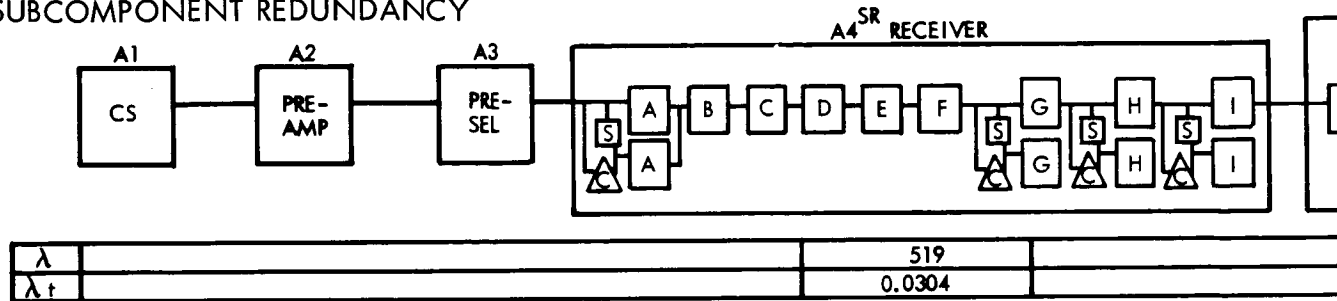 SUBCOMPONENT REDUNDANCY
A4SR RECEIVER
A1 A2 A3
CS PRE-AMP PRE-SEL
A B C D E F G H I
S S S S
C A C G C H C I
λ 519
λt 0.0304